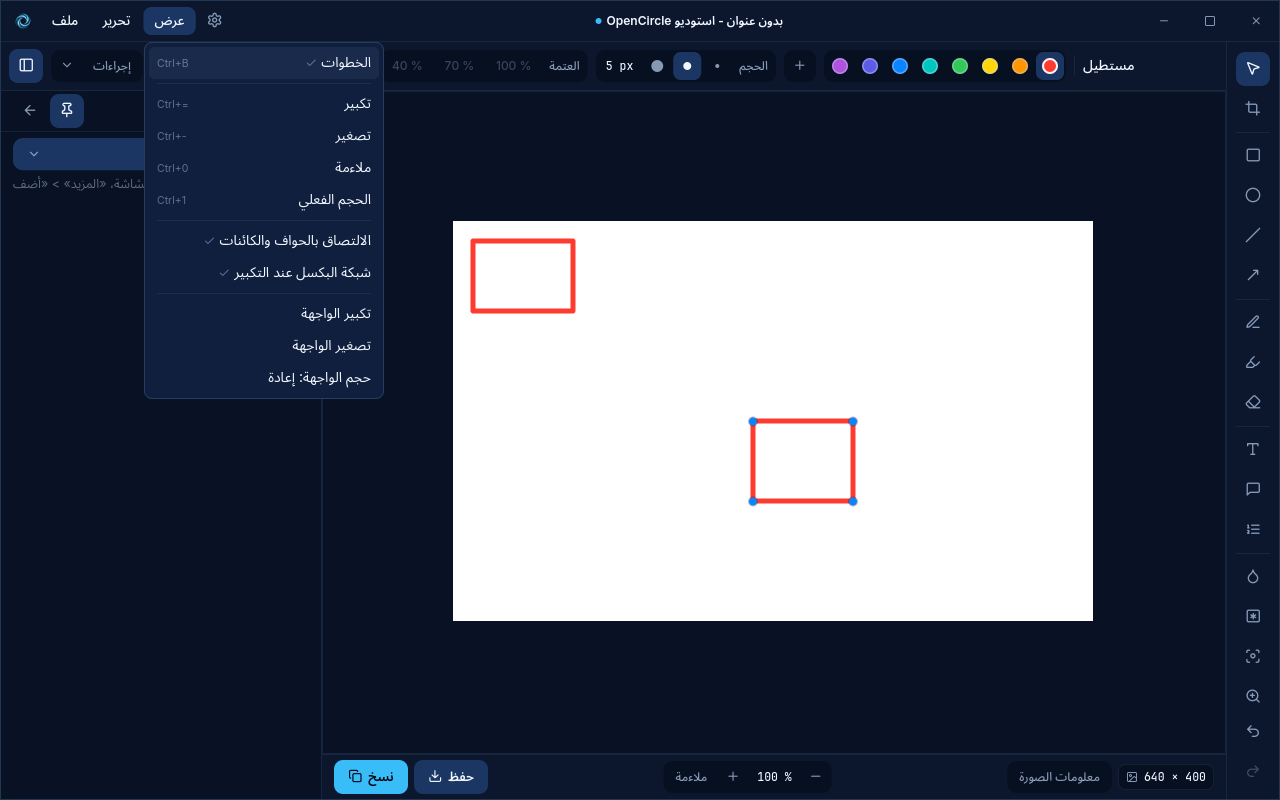 ملف
تحرير
عرض
بدون عنوان - استوديو OpenCircle
مستطيل
الحجم
5 px
العتمة
100 %
70 %
40 %
إجراءات
الخطوات
Ctrl+B
تكبير
Ctrl+=
تصغير
Ctrl+-
ملاءمة
Ctrl+0
الحجم الفعلي
Ctrl+1
الالتصاق بالحواف والكائنات
شبكة البكسل عند التكبير
تكبير الواجهة
تصغير الواجهة
حجم الواجهة: إعادة
«المزيد» > «أضف
نسخ
حفظ
ملاءمة
100 %
معلومات الصورة
640 × 400